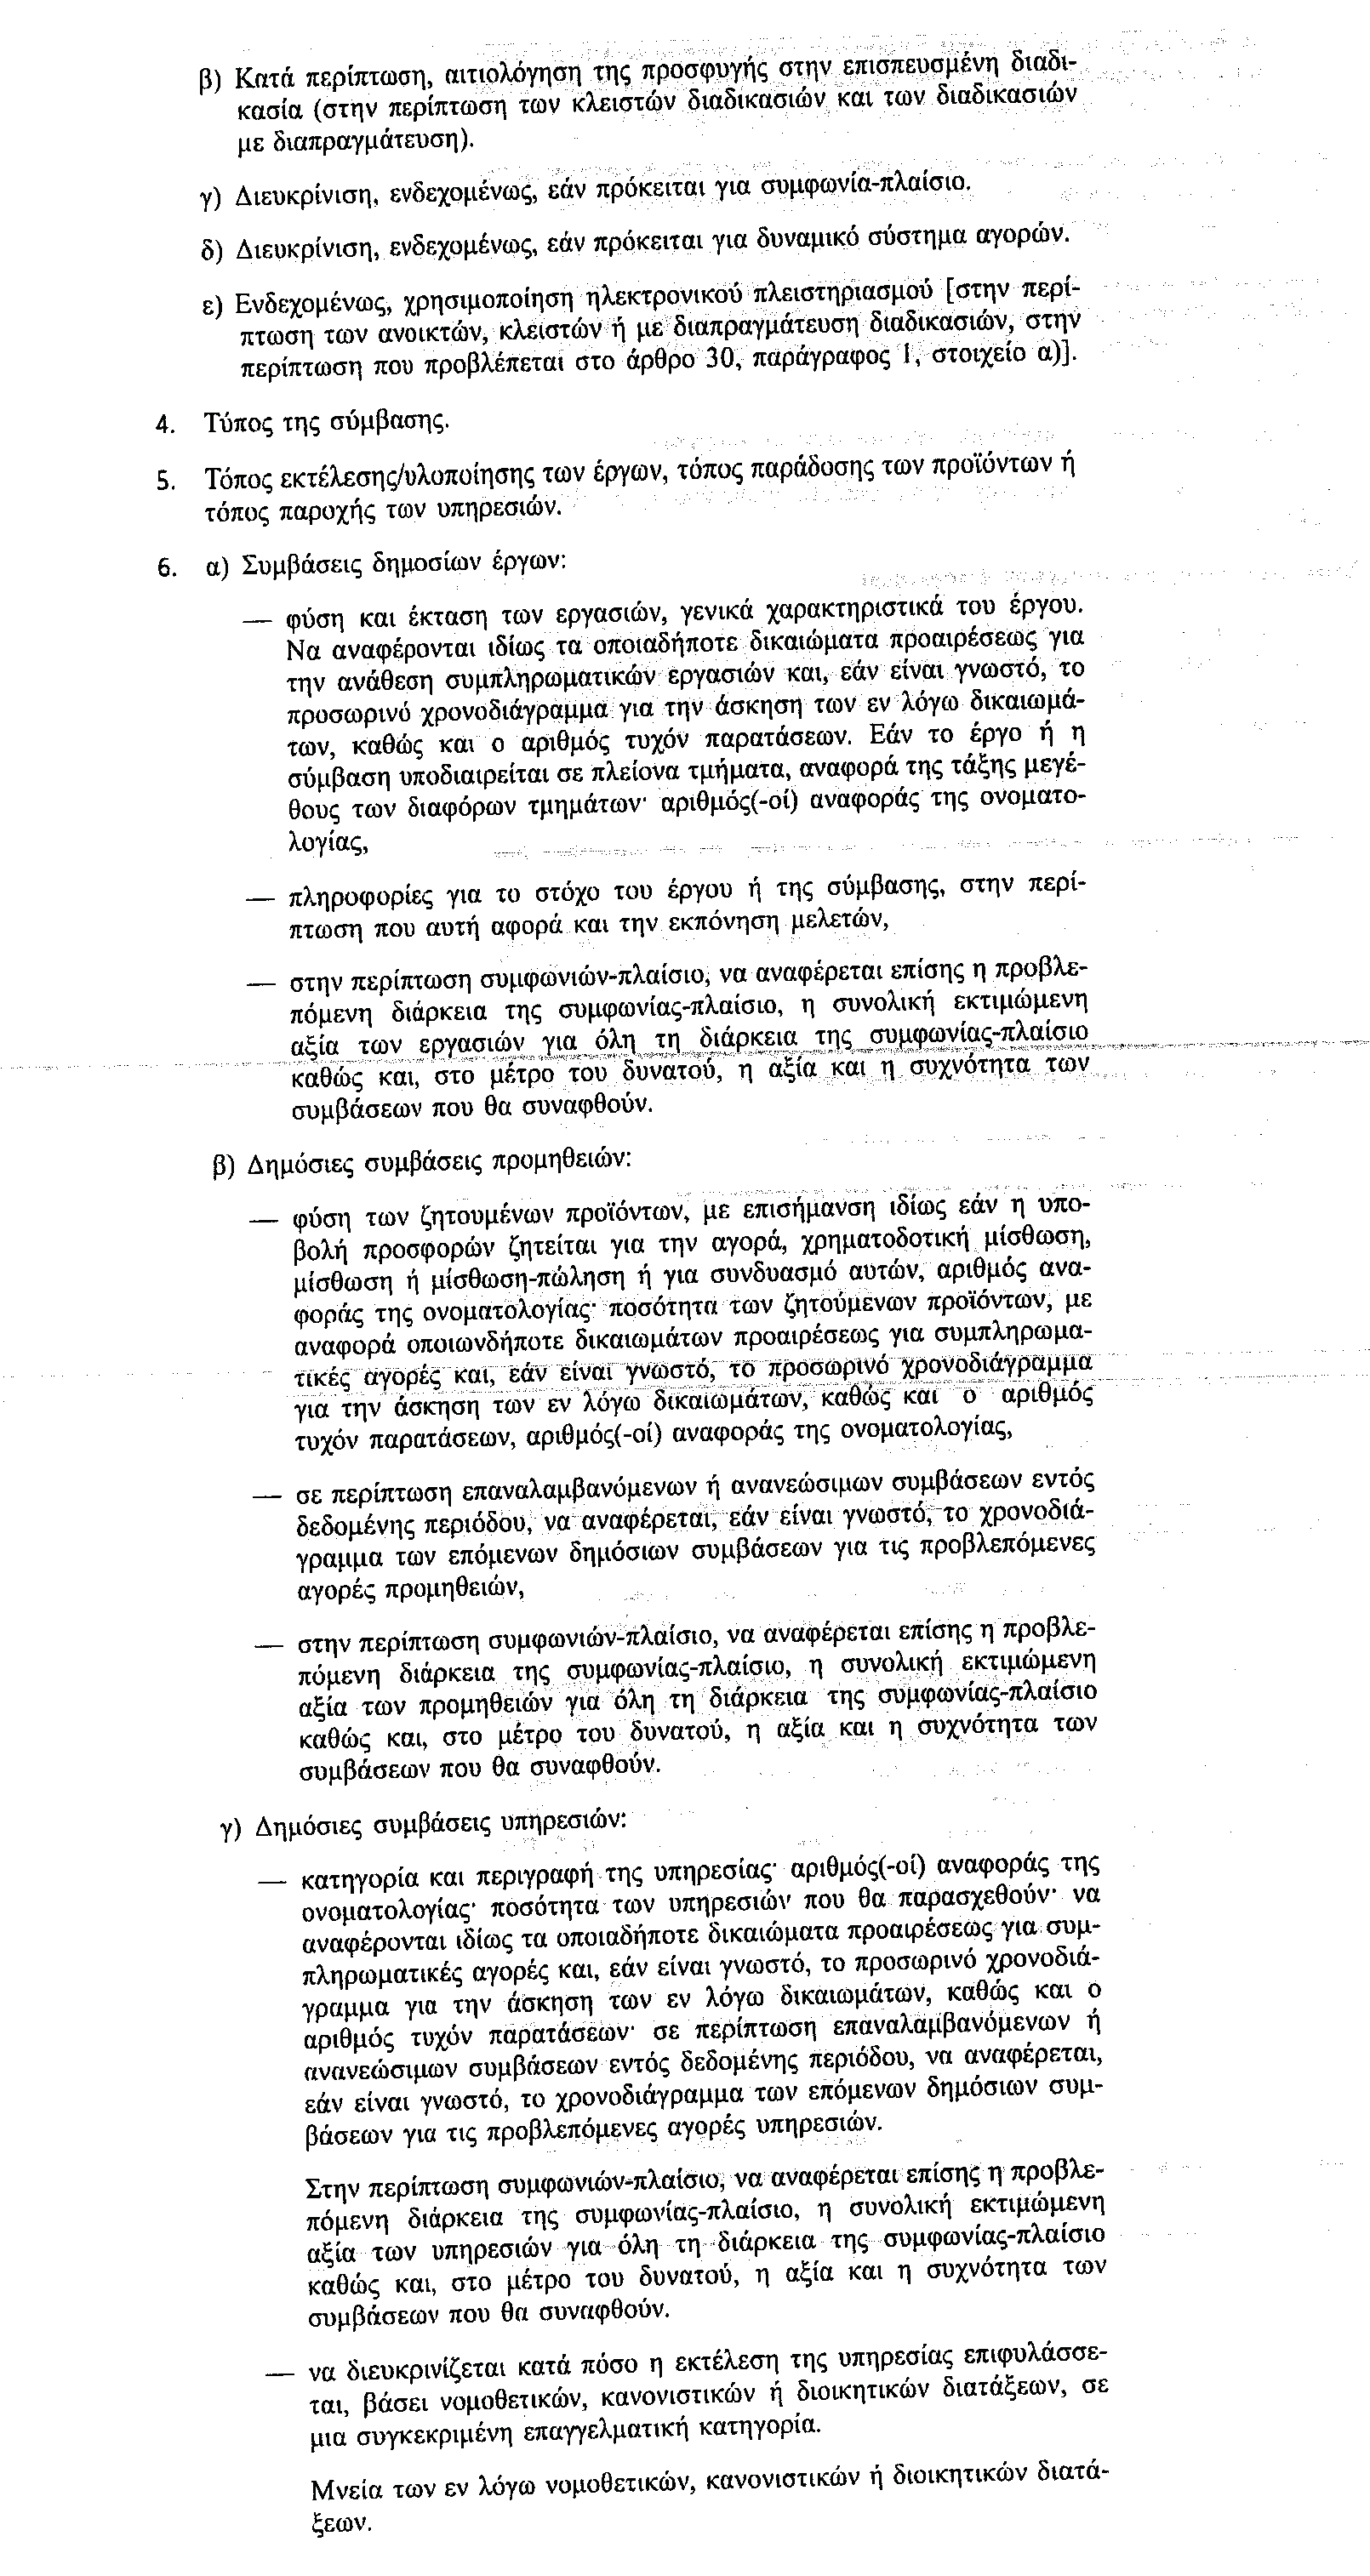 β) Κατά περίπτωση, αιτιολόγηση της προσφυγής στην επισπευσμένη διαδι-
κασία (στην περίπτωση των κλειστών διαδικασιών και των διαδικασιών
με διαπραγμάτευση).
γ) Διευκρίνιση, ενδεχομένως, εάν πρόκειται για συμφωνία-πλαίσιο.
δ) Διευκρίνιση, ενδεχομένως, εάν πρόκειται για δυναμικό σύστημα αγορών.
ε) Ενδεχομένως, χρησιμοποίηση ηλεκτρονικού πλειστηριασμού [στην περί-
πτωση των ανοικτών, κλειστών ή με διαπραγμάτευση διαδικασιών, στην
περίπτωση που προβλέπεται στο άρθρο 30, παράγραφος 1, στοιχείο α)].
4. Τύπος της σύμβασης.
5. Τόπος εκτέλεσης/υλοποίησης των έργων, τόπος παράδοσης των προϊόντων ή
τόπος παροχής των υπηρεσιών.
6. α) Συμβάσεις δημοσίων έργων:
— φύση και έκταση των εργασιών, γενικά χαρακτηριστικά του έργου.
Να αναφέρονται ιδίως τα οποιαδήποτε δικαιώματα προαιρέσεως για
την ανάθεση συμπληρωματικών εργασιών και, εάν είναι γνωστό, το
προσωρινό χρονοδιάγραμμα για την άσκηση των εν λόγω δικαιωμά-
των, καθώς και ο αριθμός τυχόν παρατάσεων. Εάν το έργο ή η
σύμβαση υποδιαιρείται σε πλείονα τμήματα, αναφορά της τάξης μεγέ-
θους των διαφόρων τμημάτων· αριθμός(-οί) αναφοράς της ονοματο-
λογίας,
— πληροφορίες για το στόχο του έργου ή της σύμβασης, στην περί-
πτωση που αυτή αφορά και την εκπόνηση μελετών,
— στην περίπτωση συμφωνιών-πλαίσιο, να αναφέρεται επίσης η προβλε-
πόμενη διάρκεια της συμφωνίας-πλαίσιο, η συνολική εκτιμώμενη
αξία των εργασιών για όλη τη διάρκεια της συμφωνίας-πλαίσιο
καθώς και, στο μέτρο του δυνατού, η αξία και η συχνότητα των
συμβάσεων που θα συναφθούν.
β) Δημόσιες συμβάσεις προμηθειών:
— φύση των ζητουμένων προϊόντων, με επισήμανση ιδίως εάν η υπο-
βολή προσφορών ζητείται για την αγορά, χρηματοδοτική μίσθωση,
μίσθωση ή μίσθωση-πώληση ή για συνδυασμό αυτών, αριθμός ανα-
φοράς της ονοματολογίας· ποσότητα των ζητούμενων προϊόντων, με
αναφορά οποιωνδήποτε δικαιωμάτων προαιρέσεως για συμπληρωμα-
τικές αγορές και, εάν είναι γνωστό, το προσωρινό χρονοδιάγραμμα
για την άσκηση των εν λόγω δικαιωμάτων, καθώς και ο αριθμός
τυχόν παρατάσεων, αριθμός(-οί) αναφοράς της ονοματολογίας,
— σε περίπτωση επαναλαμβανόμενων ή ανανεώσιμων συμβάσεων εντός
δεδομένης περιόδου, να αναφέρεται, εάν είναι γνωστό, το χρονοδιά-
γραμμα των επόμενων δημόσιων συμβάσεων για τις προβλεπόμενες
αγορές προμηθειών,
— στην περίπτωση συμφωνιών-πλαίσιο, να αναφέρεται επίσης η προβλε-
πόμενη διάρκεια της συμφωνίας-πλαίσιο, η συνολική εκτιμώμενη
αξία των προμηθειών για όλη τη διάρκεια της συμφωνίας-πλαίσιο
καθώς και, στο μέτρο του δυνατού, η αξία και η συχνότητα των
συμβάσεων που θα συναφθούν.
γ) Δημόσιες συμβάσεις υπηρεσιών:
— κατηγορία και περιγραφή της υπηρεσίας· αριθμός(-οί) αναφοράς της
ονοματολογίας· ποσότητα των υπηρεσιών που θα παρασχεθούν· να
αναφέρονται ιδίως τα οποιαδήποτε δικαιώματα προαιρέσεως για συμ-
πληρωματικές αγορές και, εάν είναι γνωστό, το προσωρινό χρονοδιά-
γραμμα για την άσκηση των εν λόγω δικαιωμάτων, καθώς και ο
αριθμός τυχόν παρατάσεων· σε περίπτωση επαναλαμβανόμενων ή
ανανεώσιμων συμβάσεων εντός δεδομένης περιόδου, να αναφέρεται,
εάν είναι γνωστό, το χρονοδιάγραμμα των επόμενων δημόσιων συμ-
βάσεων για τις προβλεπόμενες αγορές υπηρεσιών.
Στην περίπτωση συμφωνιών-πλαίσιο, να αναφέρεται επίσης η προβλε-
πόμενη διάρκεια της συμφωνίας-πλαίσιο, η συνολική εκτιμώμενη
αξία των υπηρεσιών για όλη τη διάρκεια της συμφωνίας-πλαίσιο
καθώς και, στο μέτρο του δυνατού, η αξία και η συχνότητα των
συμβάσεων που θα συναφθούν.
— να διευκρινίζεται κατά πόσο η εκτέλεση της υπηρεσίας επιφυλάσσε-
ται, βάσει νομοθετικών, κανονιστικών ή διοικητικών διατάξεων, σε
μια συγκεκριμένη επαγγελματική κατηγορία.
Μνεία των εν λόγω νομοθετικών, κανονιστικών ή διοικητικών διατά-
ξεων.